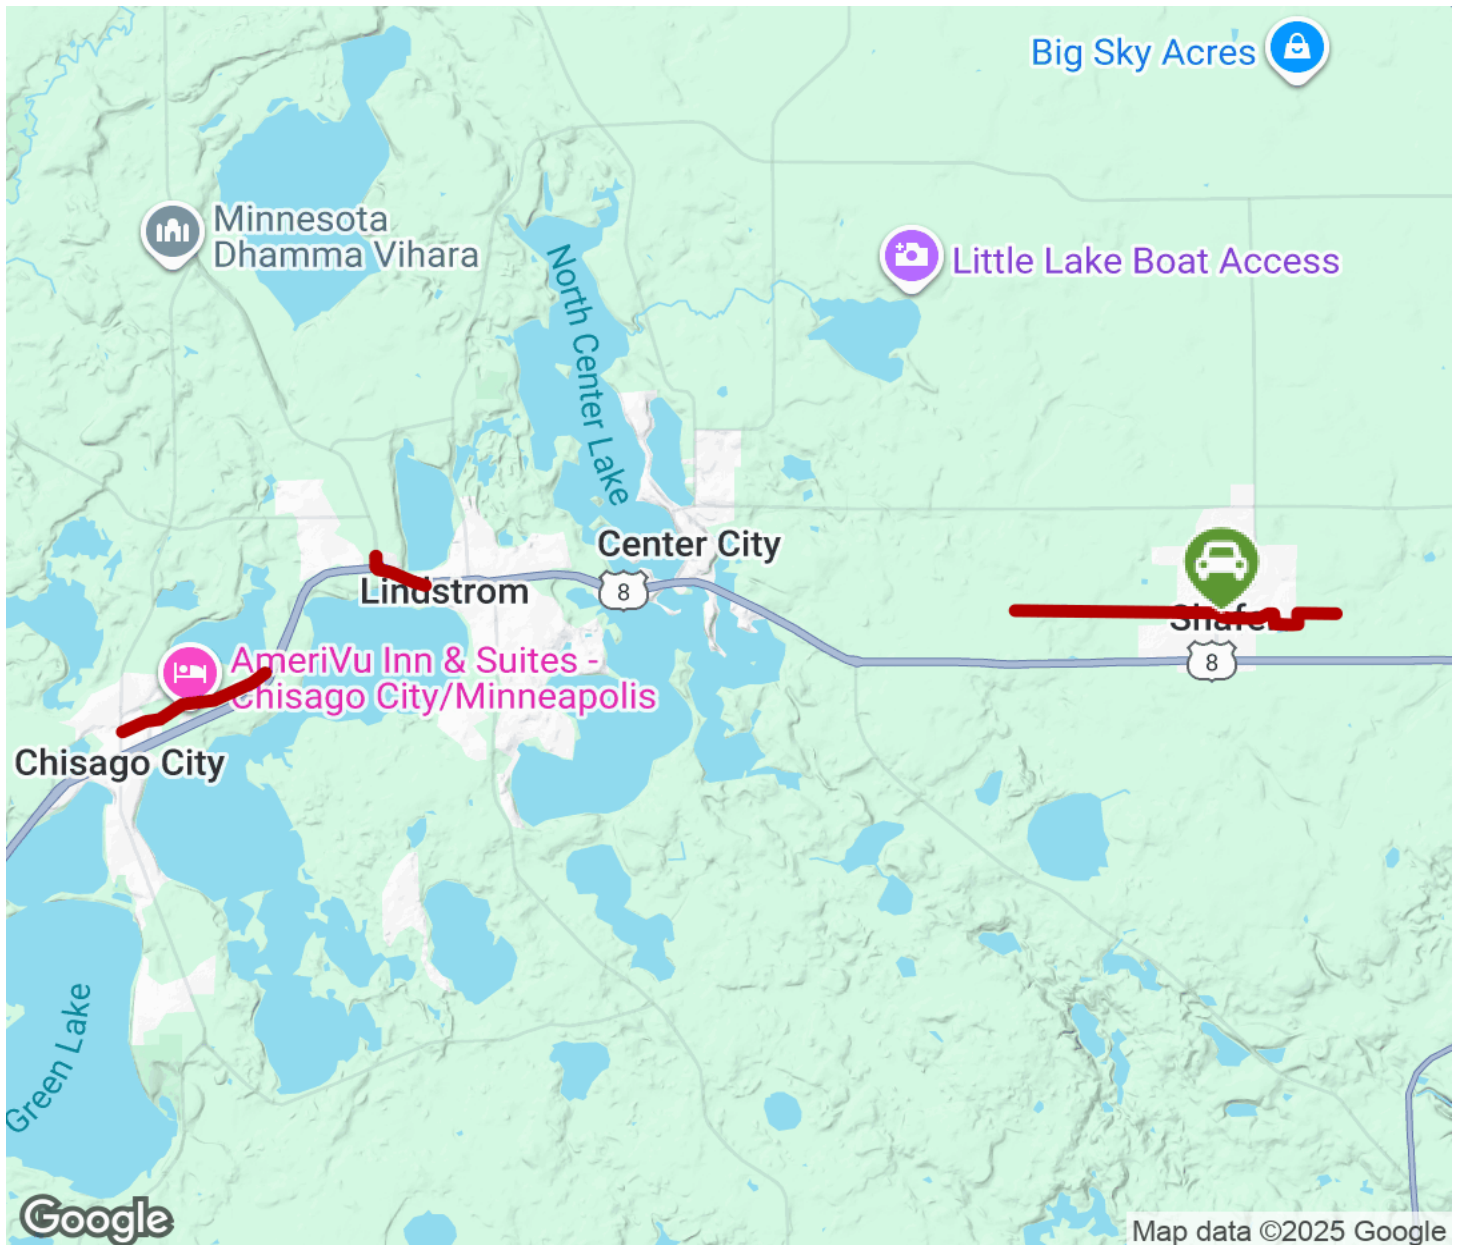 Big Sky Acres
Minnesota
Dhamma Vihara
North Center Lake
Little Lake Boat Access
Center City
Lindstrom
8
Shafer
8
AmeriVu Inn & Suites -
Chisago City/Minneapolis
Chisago City
Green Lake
Google
Map data ©2025 Google